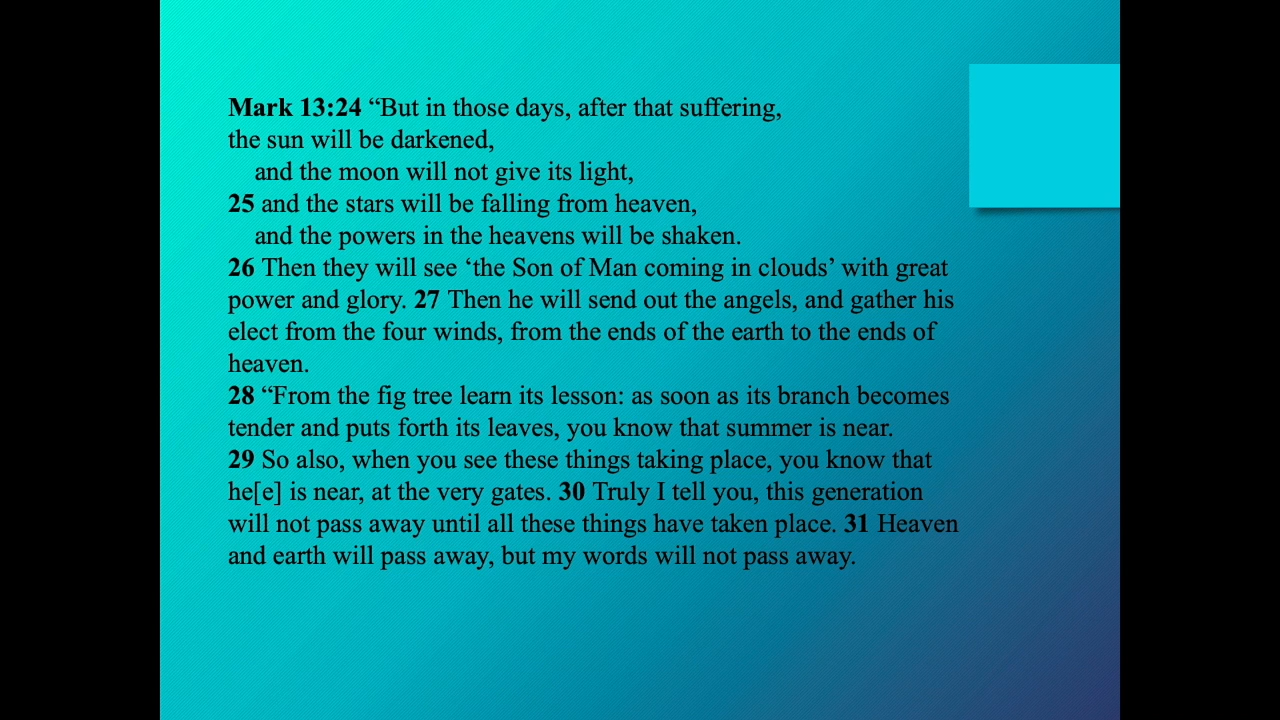 Mark 13:24 “But in those days, after that suffering,
the sun will be darkened,
and the moon will not give its light,
25 and the stars will be falling from heaven,
and the powers in the heavens will be shaken.
26 Then they will see ‘the Son of Man coming in clouds’ with great
power and glory. 27 Then he will send out the angels, and gather his
elect from the four winds, from the ends of the earth to the ends of
heaven.
28 “From the fig tree learn its lesson: as soon as its branch becomes
tender and puts forth its leaves, you know that summer is near.
29 So also, when you see these things taking place, you know that
he[e] is near, at the very gates. 30 Truly I tell you, this generation
will not pass away until all these things have taken place. 31 Heaven
and earth will pass away, but my words will not pass away.